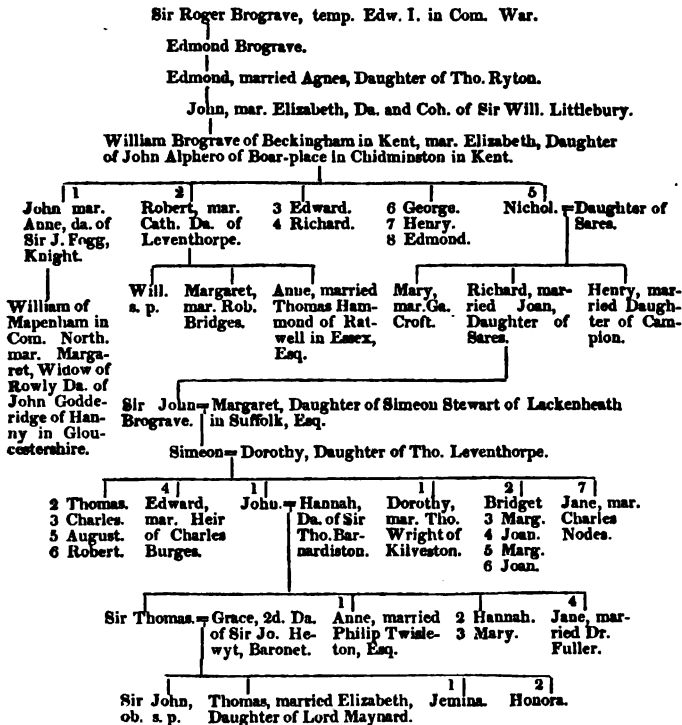 Sir Roger Brograve, temp. Edw. I. in Com. War.
Edmond Brograve.
Edmond, married Agnes, Daughter of Tho. Ryton.
John, mar. Elizabeth, Da. and Coh. of Sir Will. Littlebury.
William Brograve of Beckingham in Kent, mar. Elizabeth, Daughter
of John Alphero of Boar-place in Chidminston in Kent.
1
John mar.
Anne, da. of
Sir J. Fogg,
Knight.
2
Robert, mar.
Cath. Da. of
Leventhorpe.
3 Edward.
4 Richard.
6 George.
7 Henry.
8 Edmond.
5
Nichol. = Daughter of
Sares.
William of
Mapenham in
Com. North.
mar. Marga-
ret, Widow of
Rowly Da. of
John Godde-
ridge of Han-
ny in Glou-
cestershire.
Will.
s. p.
Margaret,
mar. Rob.
Bridges.
Anne, married
Thomas Ham-
mond of Rat-
well in Essex,
Esq.
Mary,
mar. Ga.
Croft.
Richard, mar-
ried Joan,
Daughter of
Sares.
Henry, mar-
ried Daugh-
ter of Cam-
pion.
Sir John = Margaret, Daughter of Simeon Stewart of Lackenheath
Brograve. in Suffolk, Esq.
Simeon = Dorothy, Daughter of Tho. Leventhorpe.
2 Thomas.
3 Charles.
5 August.
6 Robert.
4
Edward,
mar. Heir
of Charles
Burges.
1
John. = Hannah,
Da. of Sir
Tho. Bar-
nardiston.
1
Dorothy,
mar. Tho.
Wright of
Kilveston.
2
Bridget
3 Marg.
4 Joan.
5 Marg.
6 Joan.
7
Jane, mar.
Charles
Nodes.
Sir Thomas. = Grace, 2d. Da.
of Sir Jo. He-
wyt, Baronet.
1
Anne, married
Philip Twisle-
ton, Esq.
2 Hannah.
3 Mary.
4
Jane, mar-
ried Dr.
Fuller.
Sir John,
ob. s. p.
Thomas, married Elizabeth,
Daughter of Lord Maynard.
1
Jemina.
2
Honora.